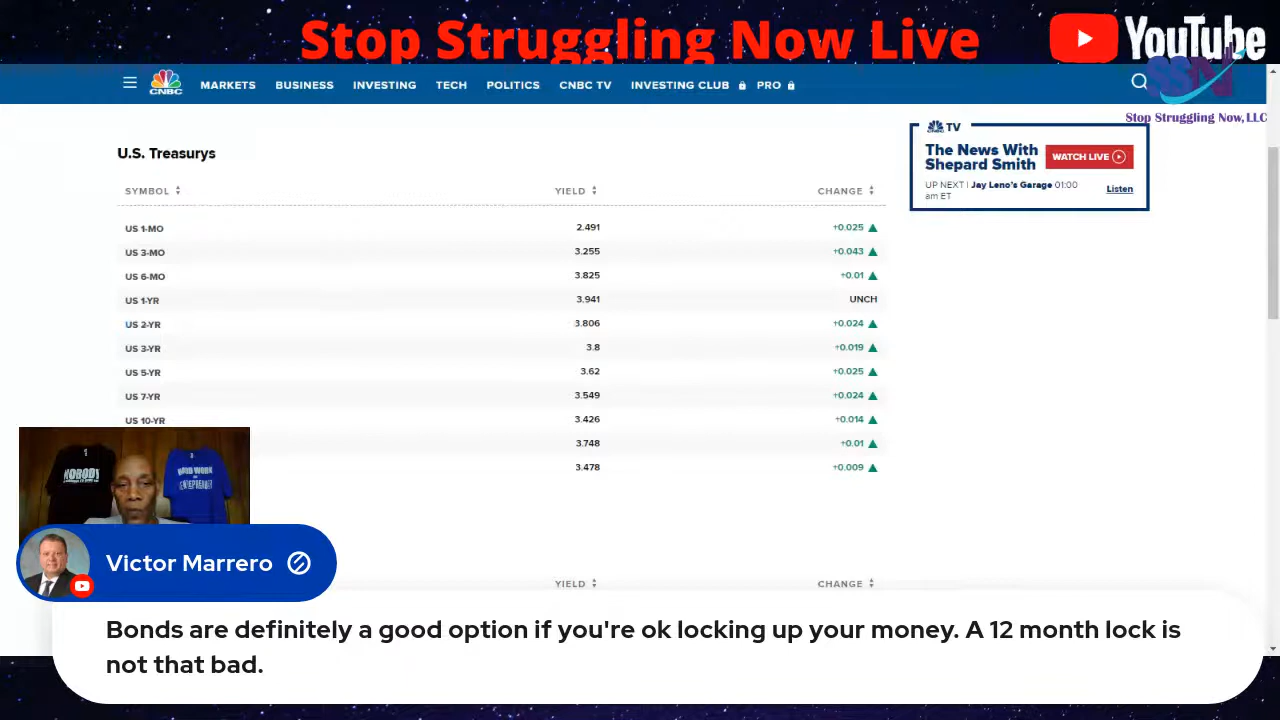 Stop Struggling Now Live
YouTube
CNBC
MARKETS BUSINESS INVESTING TECH POLITICS CNBC TV INVESTING CLUB PRO
SSN
Stop Struggling Now, LLC
TV
The News With
Shepard Smith
WATCH LIVE
UP NEXT | Jay Leno's Garage 01:00
am ET
Listen
U.S. Treasurys
SYMBOL YIELD CHANGE
US 1-MO 2.491 +0.025
US 3-MO 3.255 +0.043
US 6-MO 3.825 +0.01
US 1-YR 3.941 UNCH
US 2-YR 3.806 +0.024
US 3-YR 3.8 +0.019
US 5-YR 3.62 +0.025
US 7-YR 3.549 +0.024
US 10-YR 3.426 +0.014
3.748 +0.01
3.478 +0.009
NOBODY
HARD WORK
YIELD CHANGE
Victor Marrero
Bonds are definitely a good option if you're ok locking up your money. A 12 month lock is
not that bad.